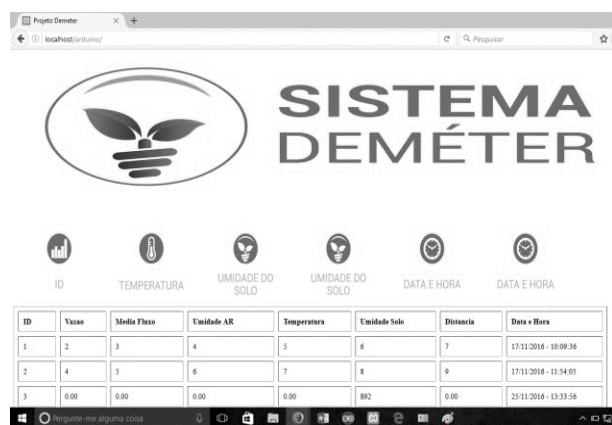 Projeto Demeter
localhost/arduino/
Pesquisar
SISTEMA
DEMÉTER
ID
TEMPERATURA
UMIDADE DO
SOLO
UMIDADE DO
SOLO
DATA E HORA
DATA E HORA
ID Vazao Media Fluxo Umidade AR Temperatura Umidade Solo Distancia Data e Hora
1 2 3 4 5 6 7 17/11/2016 - 10:09:36
2 4 5 6 7 8 9 17/11/2016 - 11:54:05
3 0.00 0.00 0.00 0.00 892 0.00 25/11/2016 - 13:33:56
Pergunte-me alguma coisa